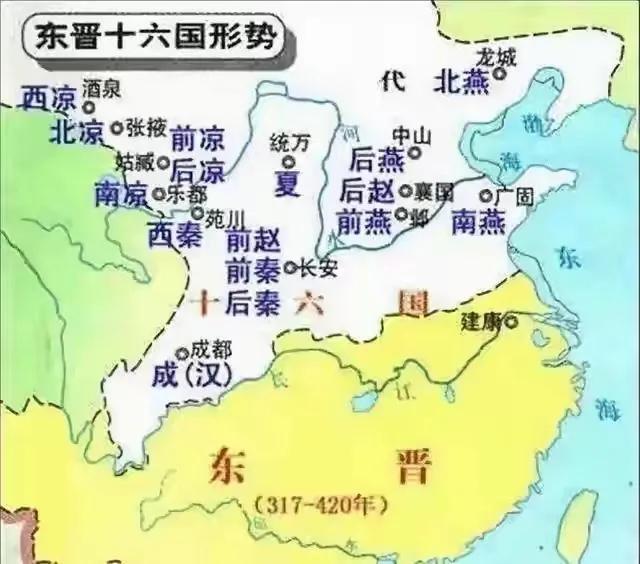 东晋十六国形势
龙城
代 北燕
酒泉
西凉
渤
海
北凉 张掖 前凉
统万
河
中山
姑臧 后凉
夏
后燕
南凉 乐都
后赵 襄国
广固
苑川
前燕 邺
南燕
西秦 前赵
前秦 长安
东
海
十 后秦 六 国
建康
成都
成(汉)
长
江
东 晋
(317-420年)